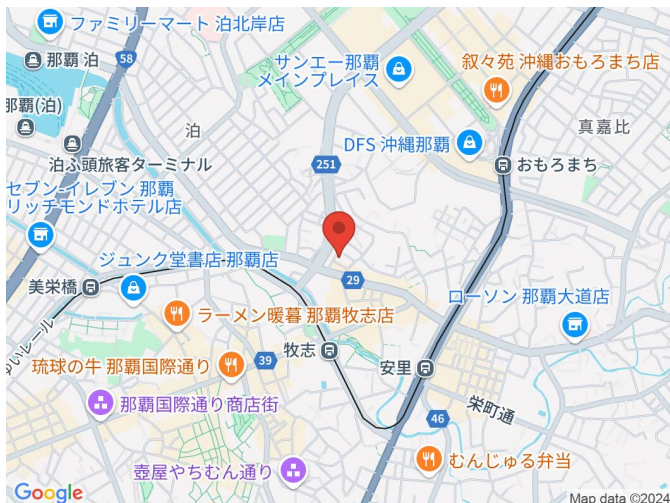 ファミリーマート 泊北岸店
那覇 泊
58
サンエー那覇
メインプレイス
叙々苑 沖縄おもろまち店
真嘉比
那覇(泊)
泊
DFS 沖縄那覇
泊ふ頭旅客ターミナル
251
おもろまち
セブン-イレブン 那覇
リッチモンドホテル店
ジュンク堂書店 那覇店
29
美栄橋
ローソン 那覇大道店
ラーメン暖暮 那覇牧志店
ゆいレール
牧志
琉球の牛 那覇国際通り
39
安里
那覇国際通り商店街
栄町通
46
壺屋やちむん通り
むんじゅる弁当
Google
Map data ©2024